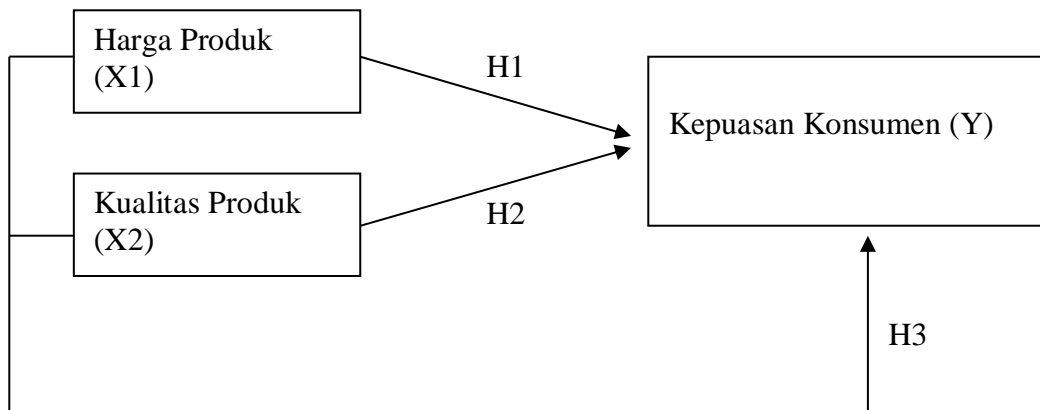 Harga Produk
(X1)
H1
Kepuasan Konsumen (Y)
Kualitas Produk
(X2)
H2
H3